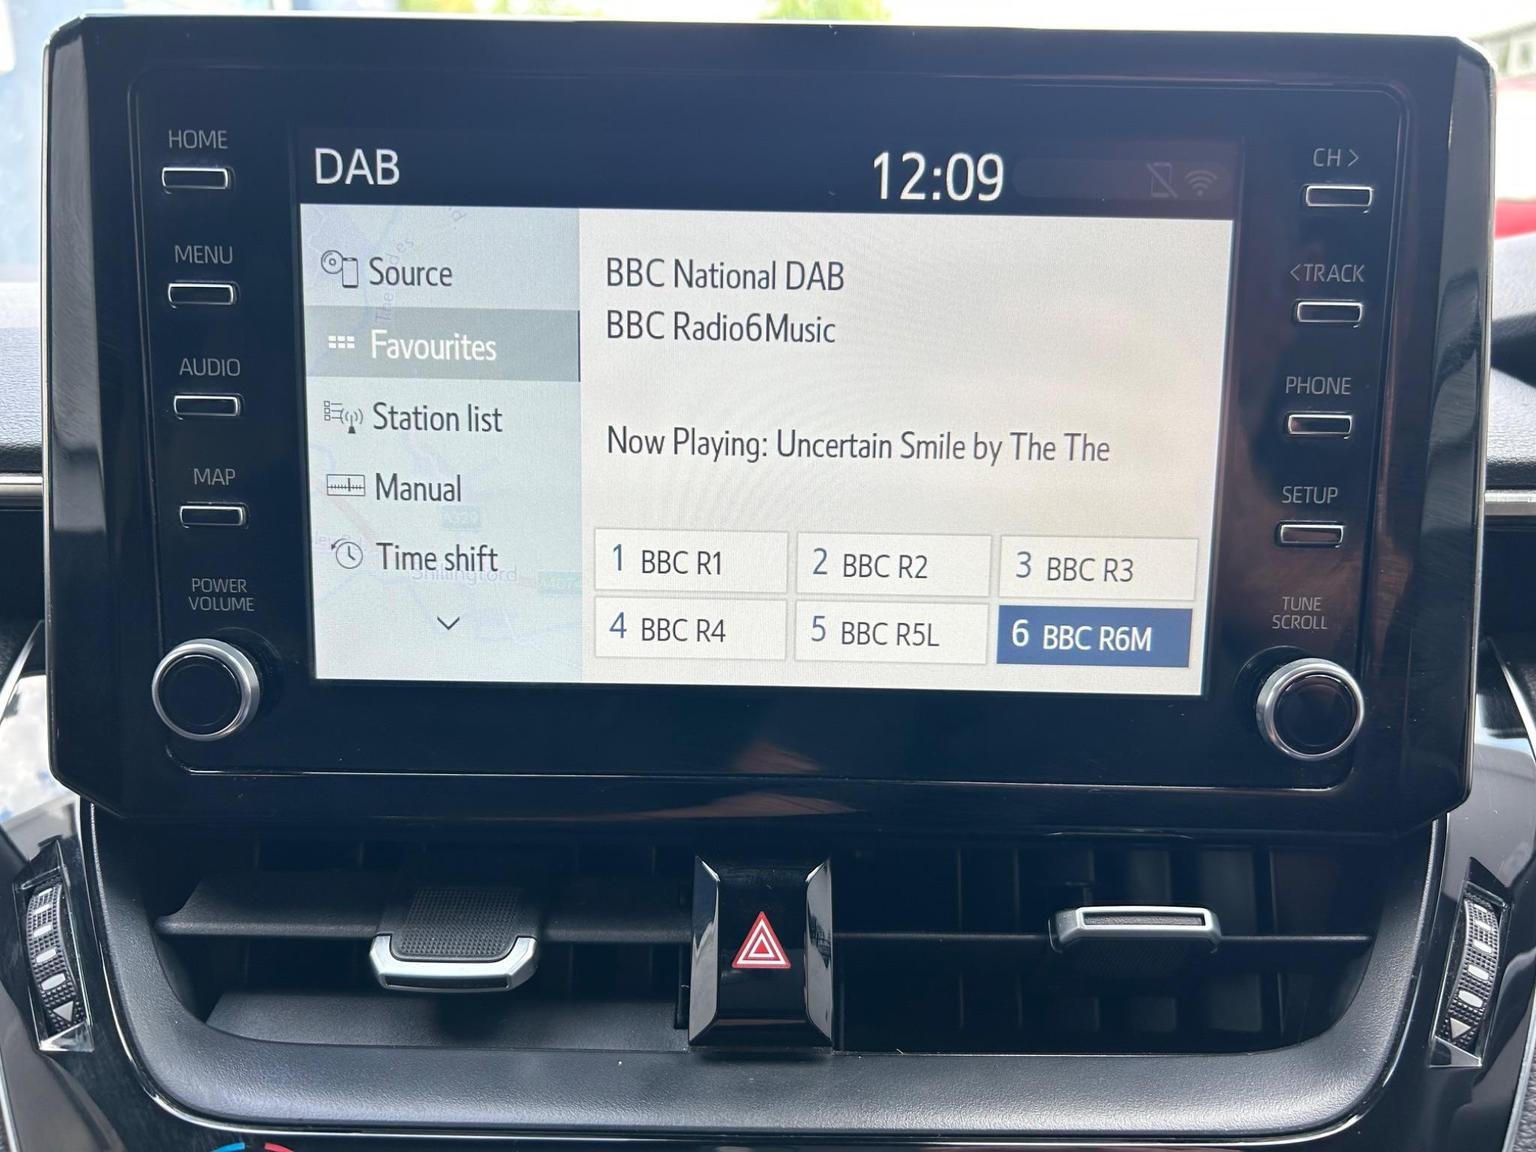 HOME
MENU
AUDIO
MAP
POWER
VOLUME
DAB
12:09
Source
Favourites
Station list
Manual
Time shift
BBC National DAB
BBC Radio6Music
Now Playing: Uncertain Smile by The The
1 BBC R1
2 BBC R2
3 BBC R3
4 BBC R4
5 BBC R5L
6 BBC R6M
A329
Shillingford
CH >
<TRACK
PHONE
SETUP
TUNE
SCROLL